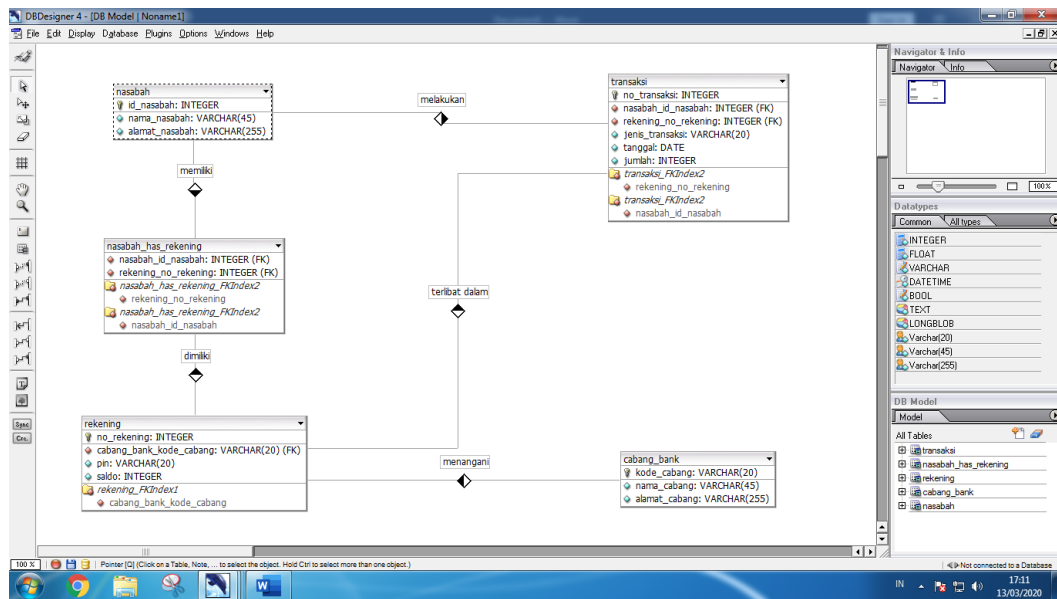 DBDesigner 4 - [DB Model | Noname1]
File Edit Display Database Plugins Options Windows Help
nasabah
id_nasabah: INTEGER
nama_nasabah: VARCHAR(45)
alamat_nasabah: VARCHAR(255)
melakukan
transaksi
no_transaksi: INTEGER
nasabah_id_nasabah: INTEGER (FK)
rekening_no_rekening: INTEGER (FK)
jenis_transaksi: VARCHAR(20)
tanggal: DATE
jumlah: INTEGER
transaksi_FKIndex2
rekening_no_rekening
transaksi_FKIndex2
nasabah_id_nasabah
memiliki
nasabah_has_rekening
nasabah_id_nasabah: INTEGER (FK)
rekening_no_rekening: INTEGER (FK)
nasabah_has_rekening_FKIndex2
rekening_no_rekening
nasabah_has_rekening_FKIndex2
nasabah_id_nasabah
terlibat dalam
dimiliki
rekening
no_rekening: INTEGER
cabang_bank_kode_cabang: VARCHAR(20) (FK)
pin: VARCHAR(20)
saldo: INTEGER
rekening_FKIndex1
cabang_bank_kode_cabang
menangani
cabang_bank
kode_cabang: VARCHAR(20)
nama_cabang: VARCHAR(45)
alamat_cabang: VARCHAR(255)
Navigator & Info
Navigator Info
100%
Datatypes
Common All types
INTEGER
FLOAT
VARCHAR
DATETIME
BOOL
TEXT
LONGBLOB
Varchar(20)
Varchar(45)
Varchar(255)
DB Model
Model
All Tables
transaksi
nasabah_has_rekening
rekening
cabang_bank
nasabah
Sync
100 % Pointer [Q] (Click on a Table, Note, ... to select the object. Hold Ctrl to select more than one object.) Not connected to a Database
IN 17:11
13/03/2020